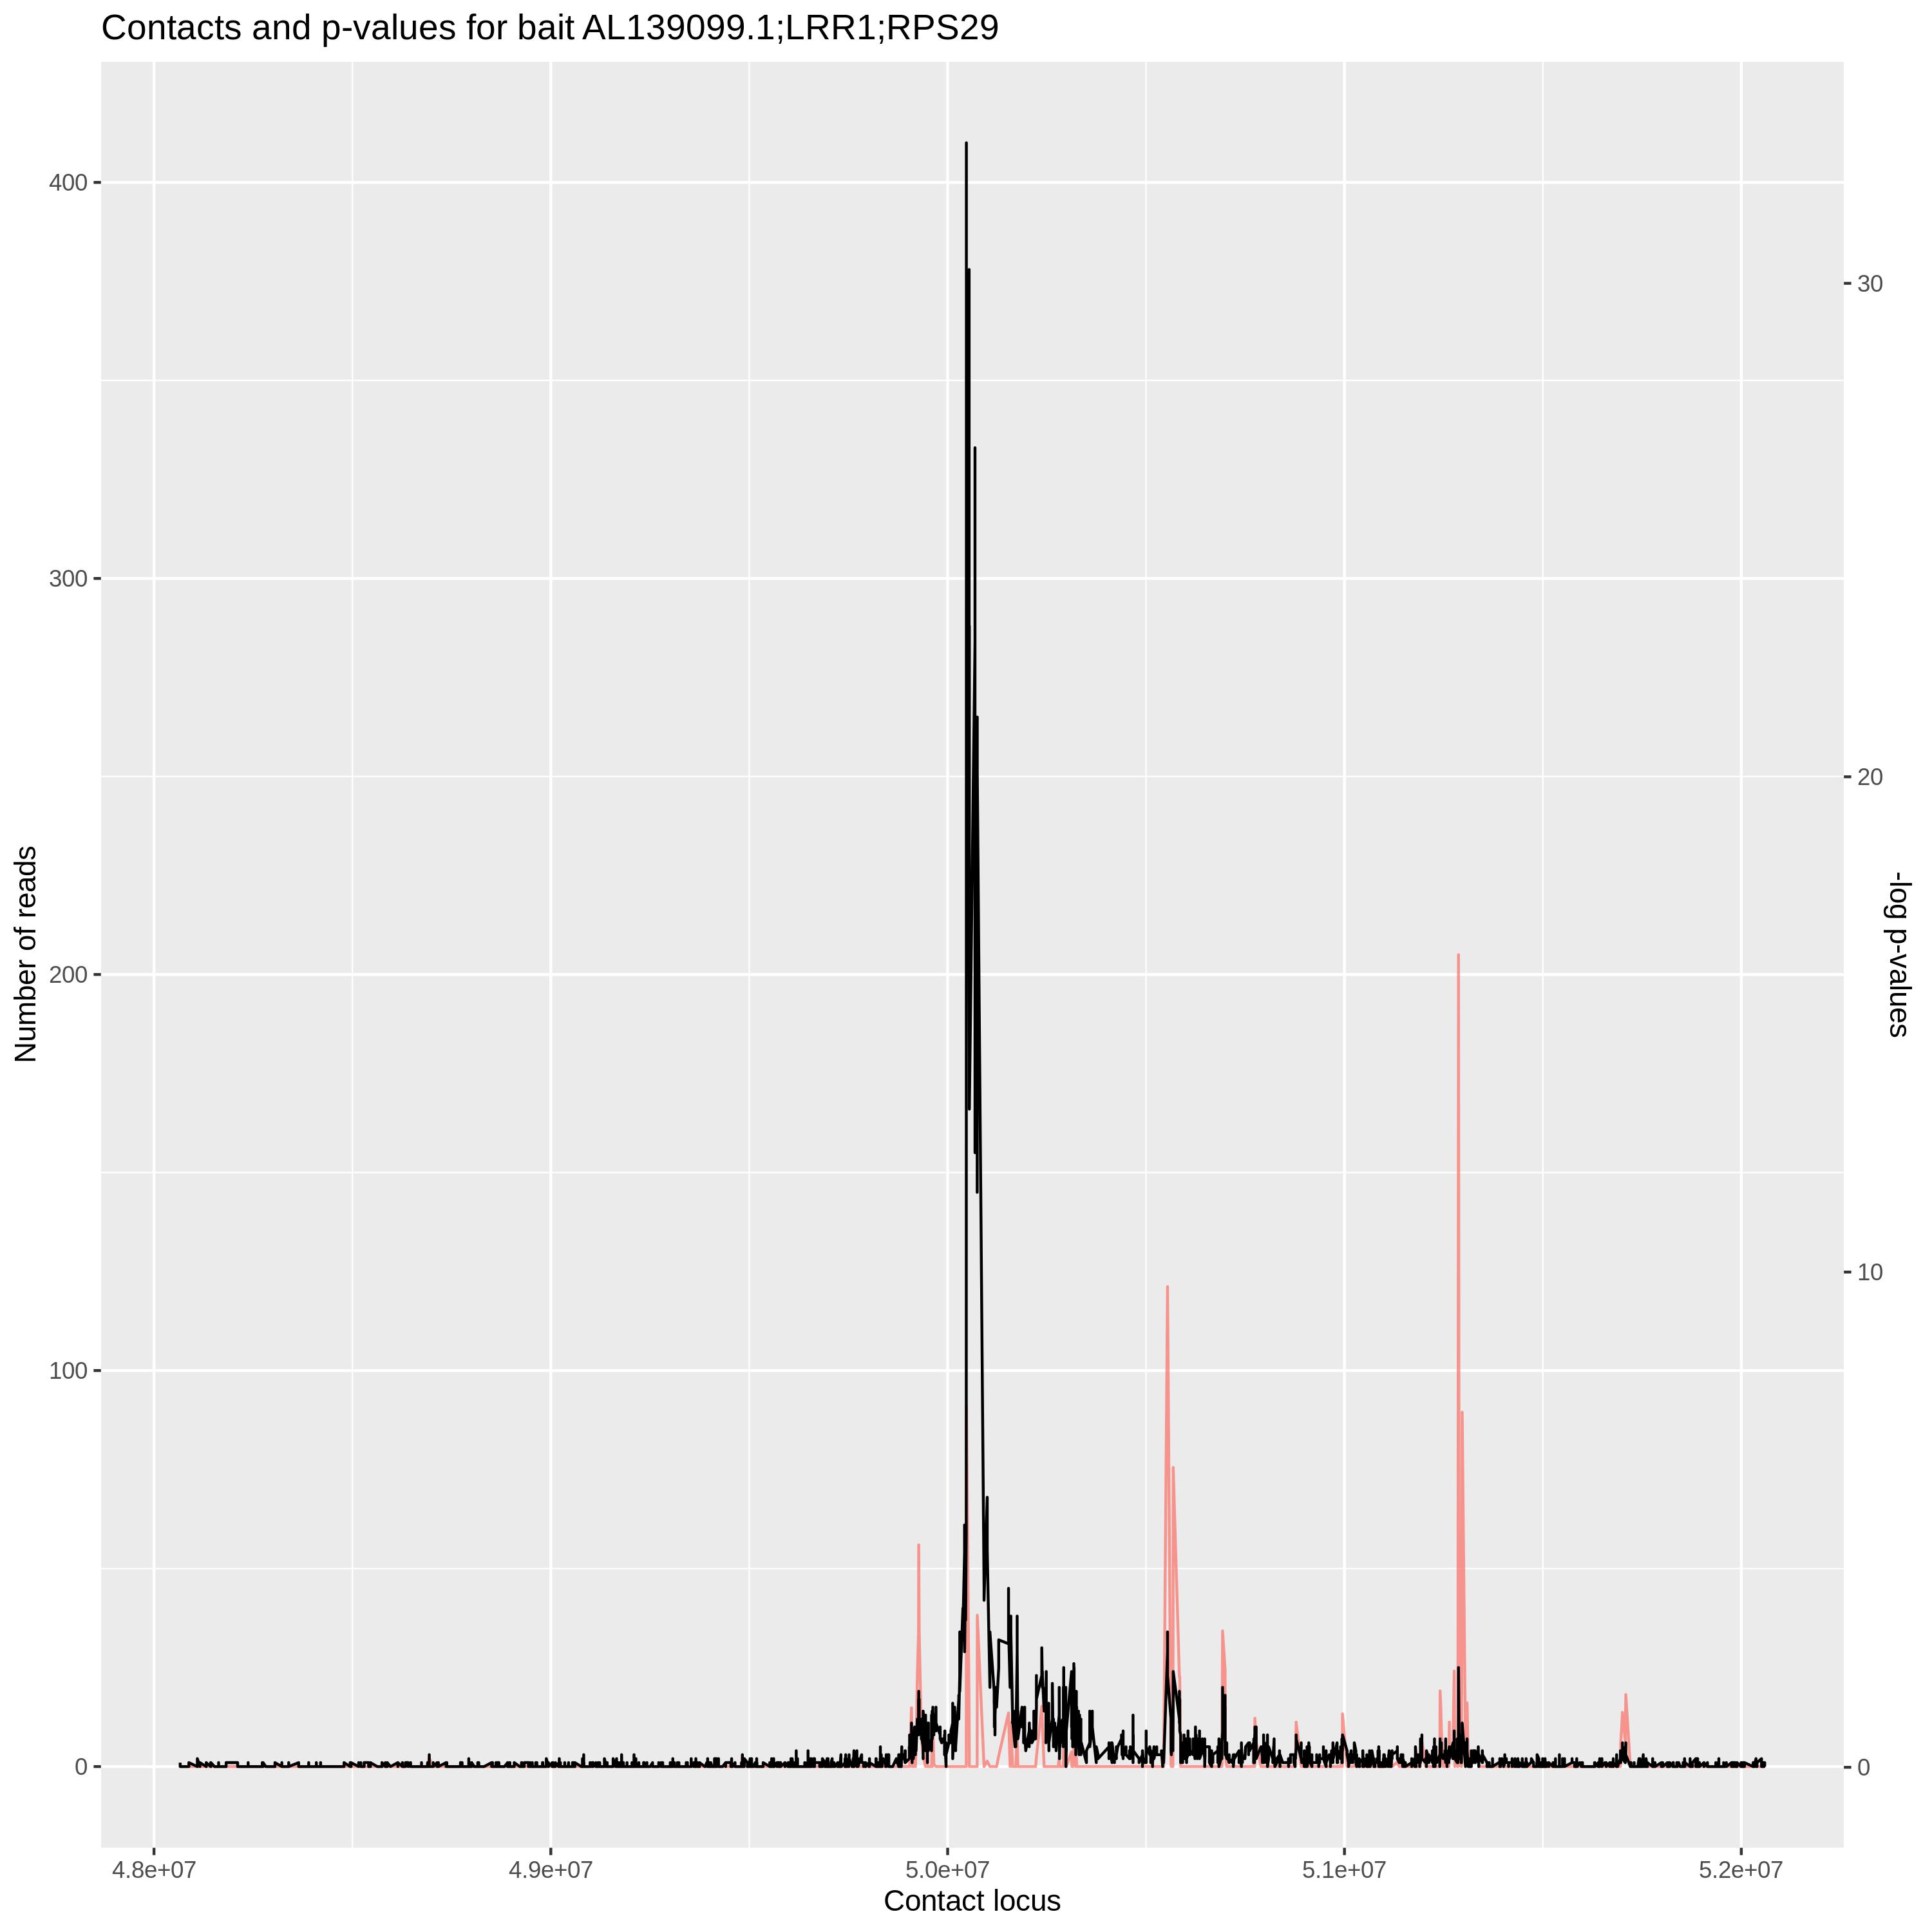 Contacts and p-values for bait AL139099.1;LRR1;RPS29
400
300
200
100
0
Number of reads
30
20
10
0
-log p-values
4.8e+07
4.9e+07
5.0e+07
5.1e+07
5.2e+07
Contact locus